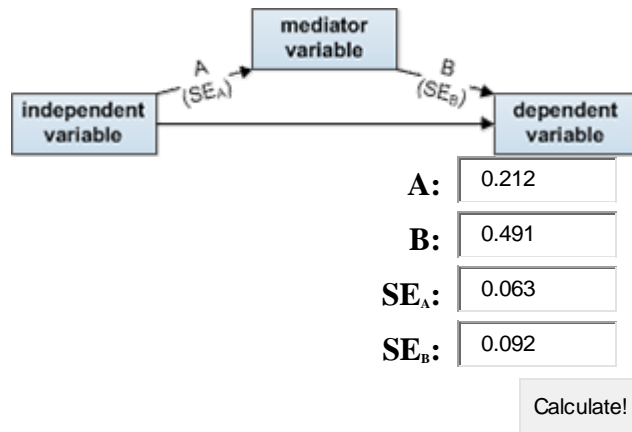 mediator
variable
A
(SEA)
B
(SEB)
independent
variable
dependent
variable
A: 0.212
B: 0.491
SEA: 0.063
SEB: 0.092
Calculate!